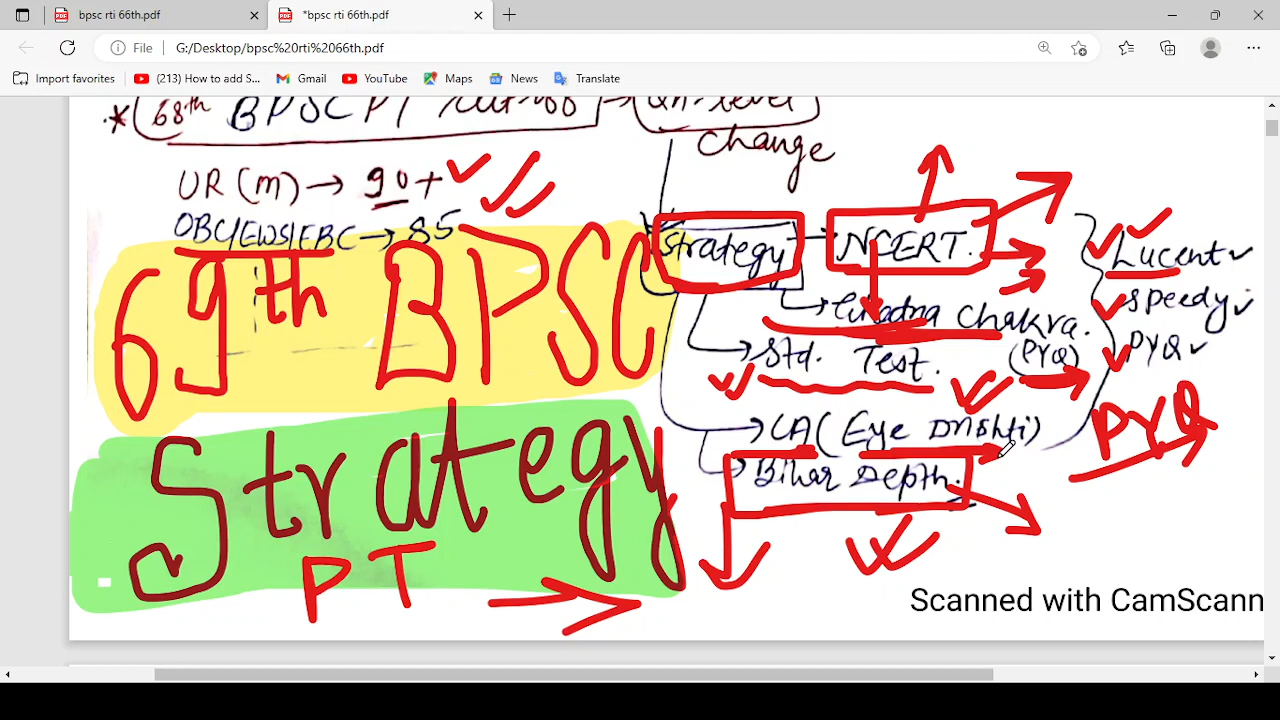 bpsc rti 66th.pdf
*bpsc rti 66th.pdf
File
G:/Desktop/bpsc%20rti%2066th.pdf
Import favorites
(213) How to add S...
Gmail
YouTube
Maps
News
Translate
* 68th BPSC PT
change
UR (m) → 90+
OBC/EWS/EBC → 85
69th BPSC
Strategy
PT
Strategy → NCERT.
Chakra.
Std. Test. (PYQ)
CA (Eye Drishti)
Bihar Depth.
Lucent
Speedy
PYQ
PYQ
Scanned with CamScann